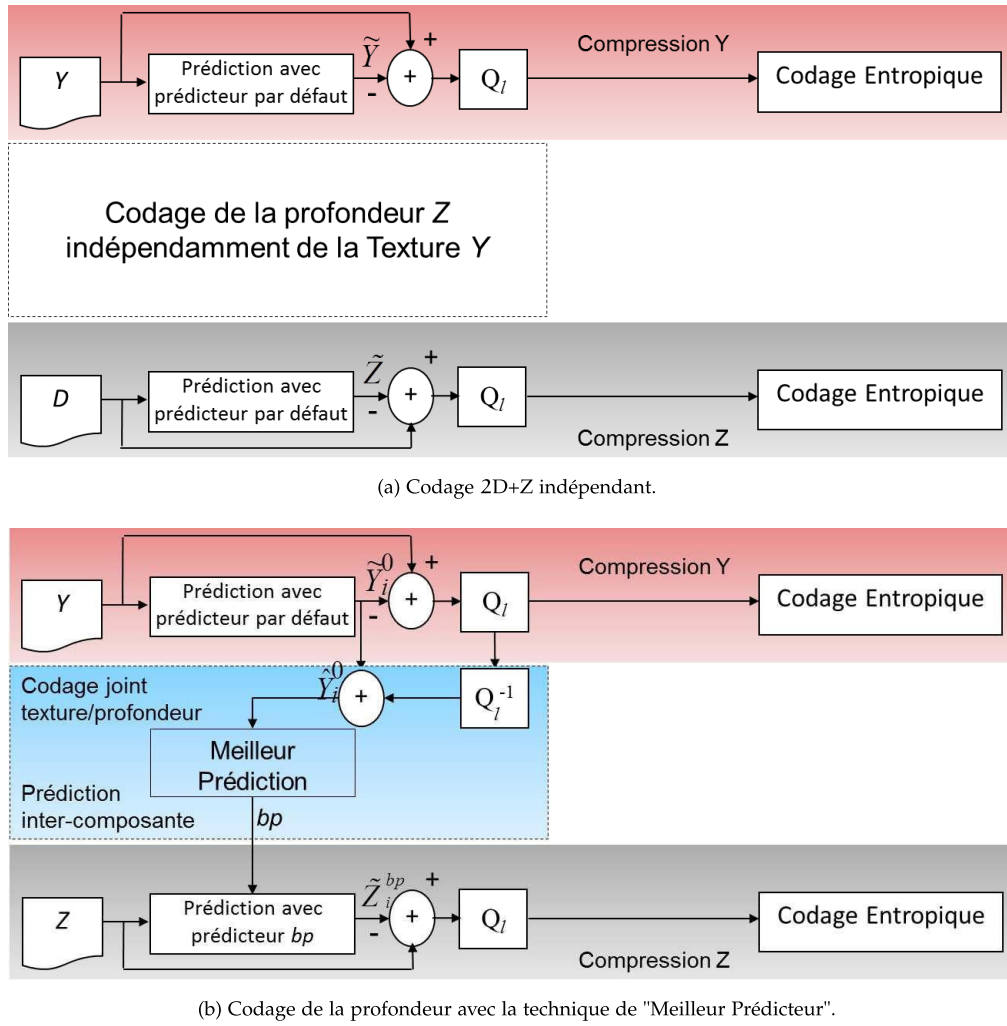 Compression Y
Y
Prédiction avec
prédicteur par défaut
Ỹ
+
-
+
Q_l
Codage Entropique
Codage de la profondeur Z
indépendamment de la Texture Y
D
Prédiction avec
prédicteur par défaut
Z̃
+
-
+
Q_l
Codage Entropique
Compression Z
(a) Codage 2D+Z indépendant.
Compression Y
Y
Prédiction avec
prédicteur par défaut
Ỹ_i^0
+
-
+
Q_l
Codage Entropique
Codage joint
texture/profondeur
Ŷ_i^0
+
Q_l^-1
Meilleur
Prédiction
Prédiction
inter-composante
bp
Z
Prédiction avec
prédicteur bp
Z̃_i^bp
+
-
+
Q_l
Codage Entropique
Compression Z
(b) Codage de la profondeur avec la technique de "Meilleur Prédicteur".